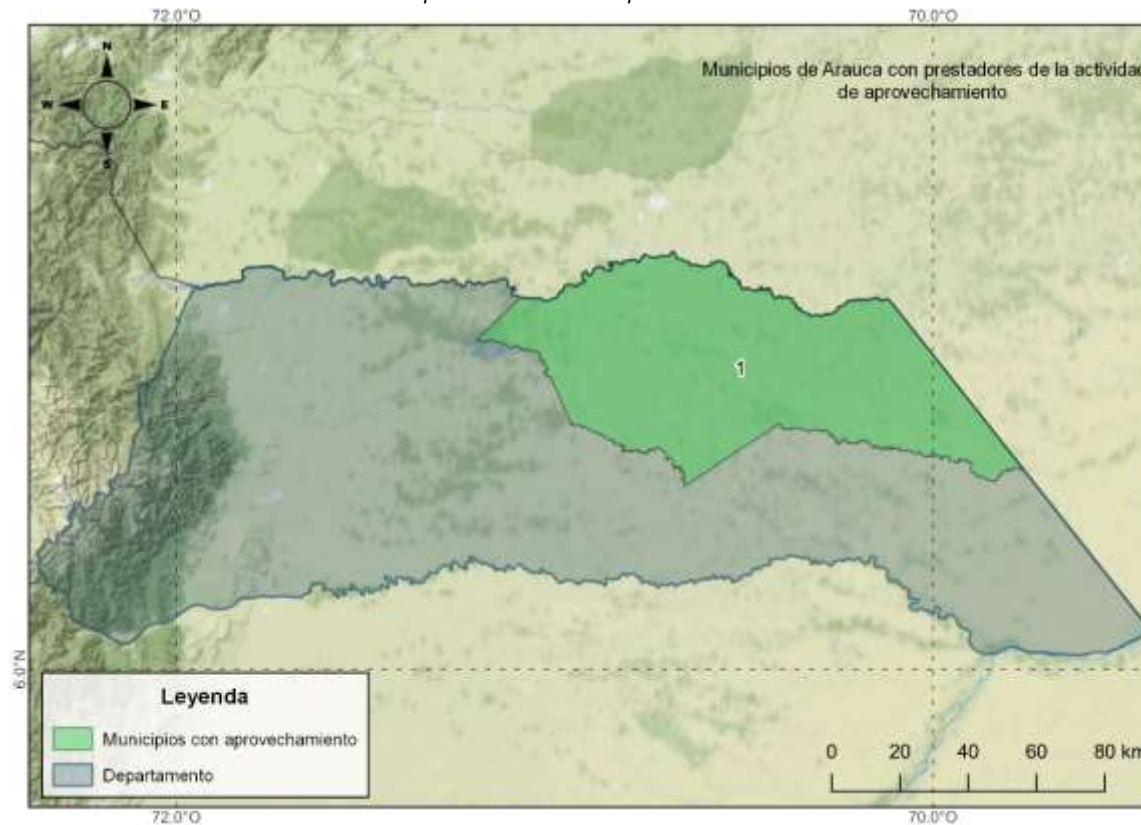 72.0°O 70.0°O
N
W E
S
Municipios de Arauca con prestadores de la actividad
de aprovechamiento
1
6.0°N
Leyenda
Municipios con aprovechamiento
Departamento
0 20 40 60 80 km
72.0°O 70.0°O